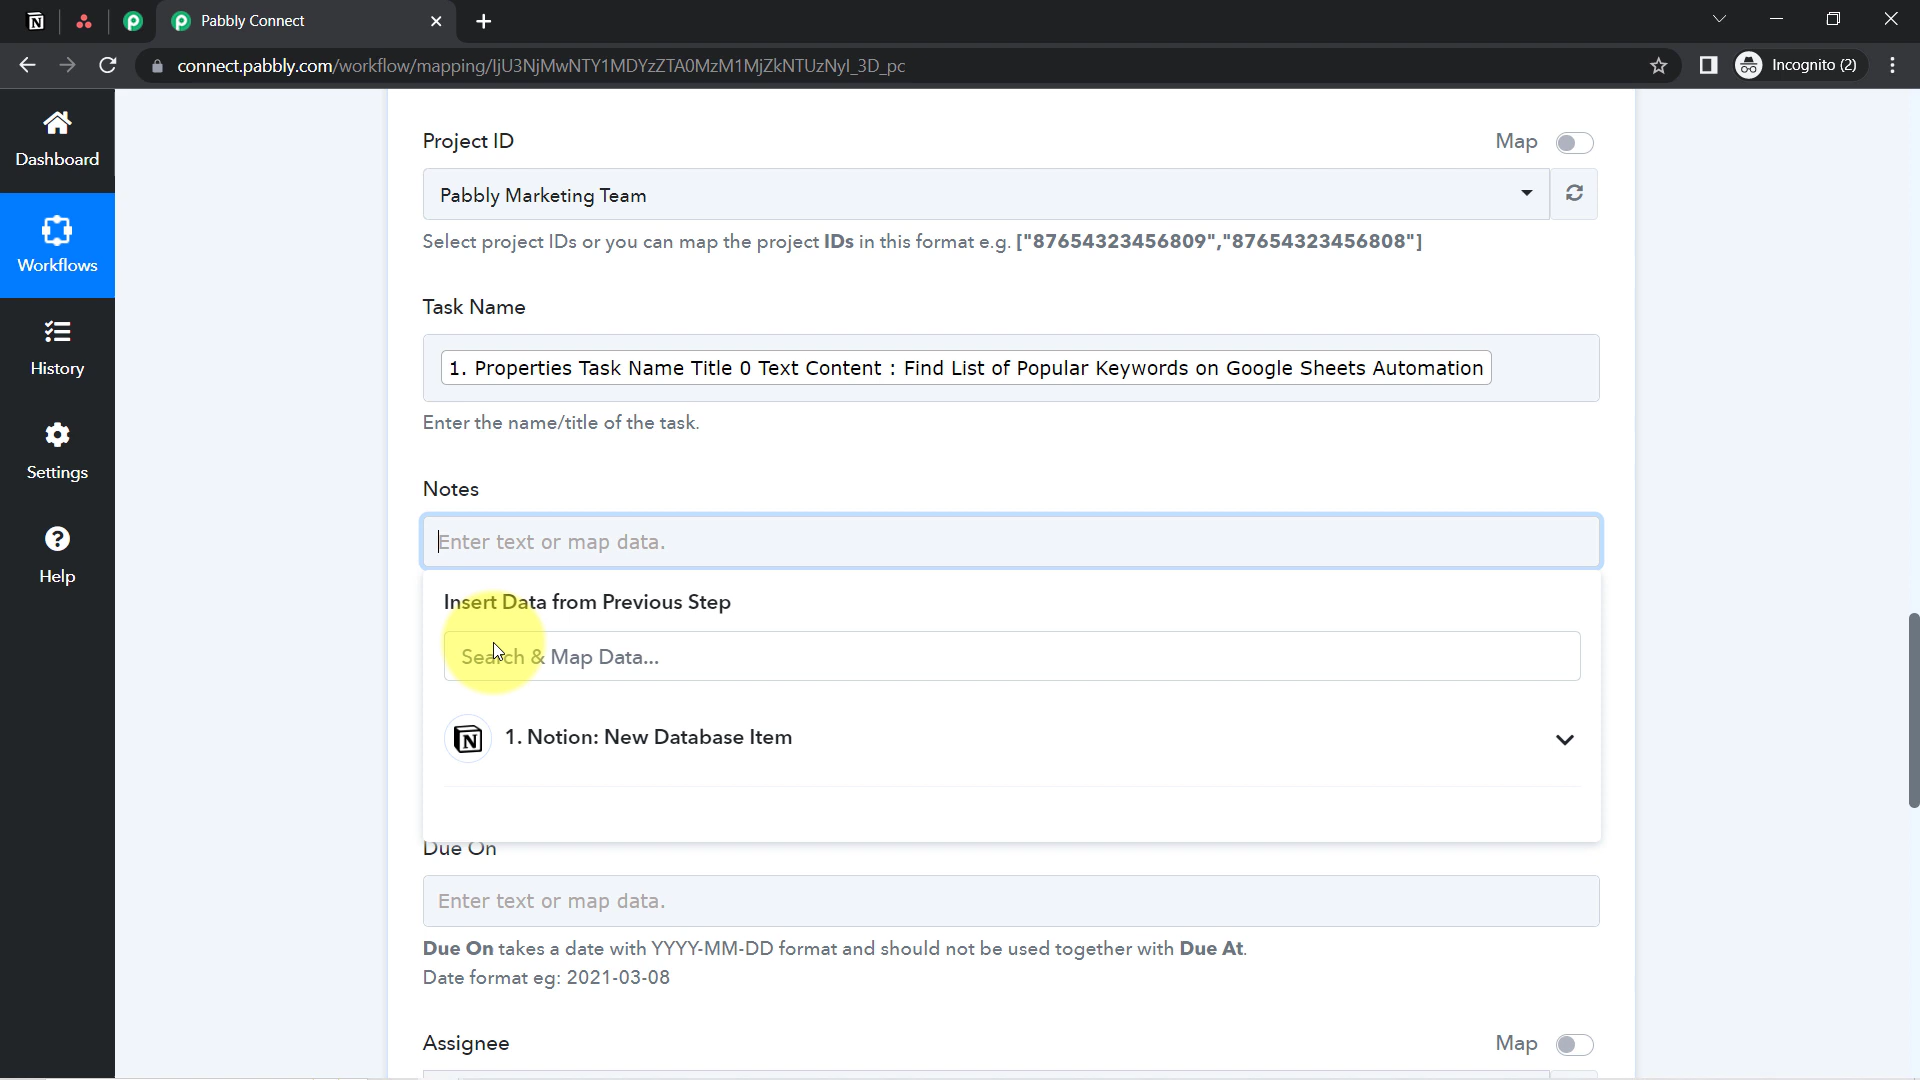 Pabbly Connect
connect.pabbly.com/workflow/mapping/IjU3NjMwNTY1MDYzZTA0MzM1MjZkNTUzNyI_3D_pc
Incognito (2)
Dashboard
Workflows
History
Settings
Help
Project ID
Map
Pabbly Marketing Team
Select project IDs or you can map the project IDs in this format e.g. ["87654323456809","87654323456808"]
Task Name
1. Properties Task Name Title 0 Text Content : Find List of Popular Keywords on Google Sheets Automation
Enter the name/title of the task.
Notes
Enter text or map data.
Insert Data from Previous Step
Search & Map Data...
1. Notion: New Database Item
Due On
Enter text or map data.
Due On takes a date with YYYY-MM-DD format and should not be used together with Due At.
Date format eg: 2021-03-08
Assignee
Map